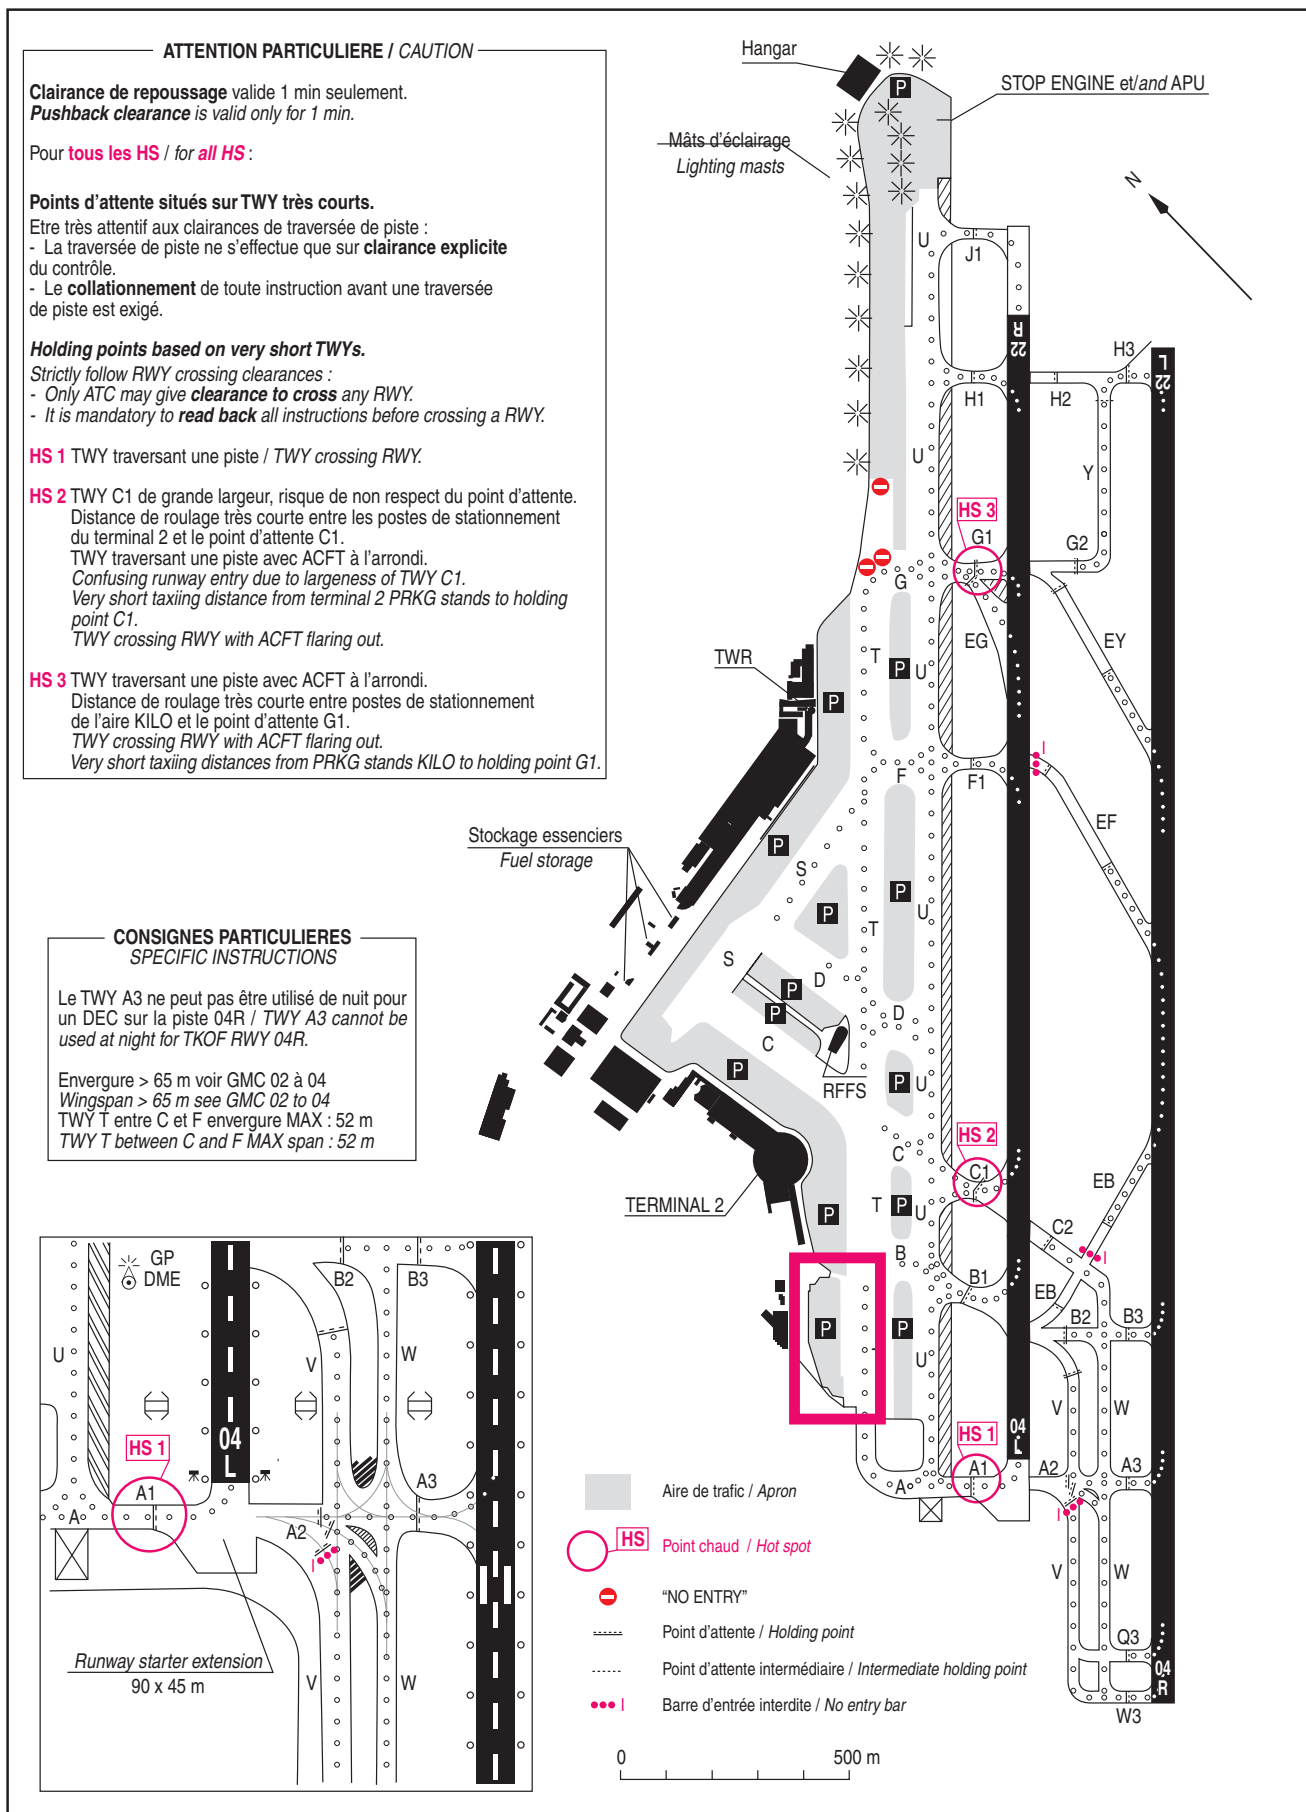 ATTENTION PARTICULIERE / CAUTION
Clairance de repoussage valide 1 min seulement.
Pushback clearance is valid only for 1 min.
Pour tous les HS / for all HS :
Points d'attente situés sur TWY très courts.
Etre très attentif aux clairances de traversée de piste :
- La traversée de piste ne s'effectue que sur clairance explicite
du contrôle.
- Le collationnement de toute instruction avant une traversée
de piste est exigé.
Holding points based on very short TWYs.
Strictly follow RWY crossing clearances :
- Only ATC may give clearance to cross any RWY.
- It is mandatory to read back all instructions before crossing a RWY.
HS 1 TWY traversant une piste / TWY crossing RWY.
HS 2 TWY C1 de grande largeur, risque de non respect du point d'attente.
Distance de roulage très courte entre les postes de stationnement
du terminal 2 et le point d'attente C1.
TWY traversant une piste avec ACFT à l'arrondi.
Confusing runway entry due to largeness of TWY C1.
Very short taxiing distance from terminal 2 PRKG stands to holding
point C1.
TWY crossing RWY with ACFT flaring out.
HS 3 TWY traversant une piste avec ACFT à l'arrondi.
Distance de roulage très courte entre postes de stationnement
de l'aire KILO et le point d'attente G1.
TWY crossing RWY with ACFT flaring out.
Very short taxiing distances from PRKG stands KILO to holding point G1.
CONSIGNES PARTICULIERES
SPECIFIC INSTRUCTIONS
Le TWY A3 ne peut pas être utilisé de nuit pour
un DEC sur la piste 04R / TWY A3 cannot be
used at night for TKOF RWY 04R.
Envergure > 65 m voir GMC 02 à 04
Wingspan > 65 m see GMC 02 to 04
TWY T entre C et F envergure MAX : 52 m
TWY T between C and F MAX span : 52 m
Hangar
P
STOP ENGINE et/and APU
Mâts d'éclairage
Lighting masts
N
U
J1
22
R
22
L
H1
H2
H3
U
Y
HS 3
G1
G2
G
EG
EY
TWR
T
P
U
P
I
F
F1
EF
Stockage essenciers
Fuel storage
P
S
P
P
U
T
S
D
P
P
D
C
RFFS
P
P
U
HS 2
C
C1
EB
TERMINAL 2
P
T
P
U
C2
I
B
B1
EB
B2
B3
P
P
U
V
W
04
L
HS 1
A
A1
A2
A3
I
V
W
Q3
04
R
W3
GP
DME
B2
B3
U
V
W
HS 1
04
L
A1
A
A2
A3
I
V
W
Runway starter extension
90 x 45 m
Aire de trafic / Apron
HS
Point chaud / Hot spot
"NO ENTRY"
Point d'attente / Holding point
Point d'attente intermédiaire / Intermediate holding point
I
Barre d'entrée interdite / No entry bar
0
500 m